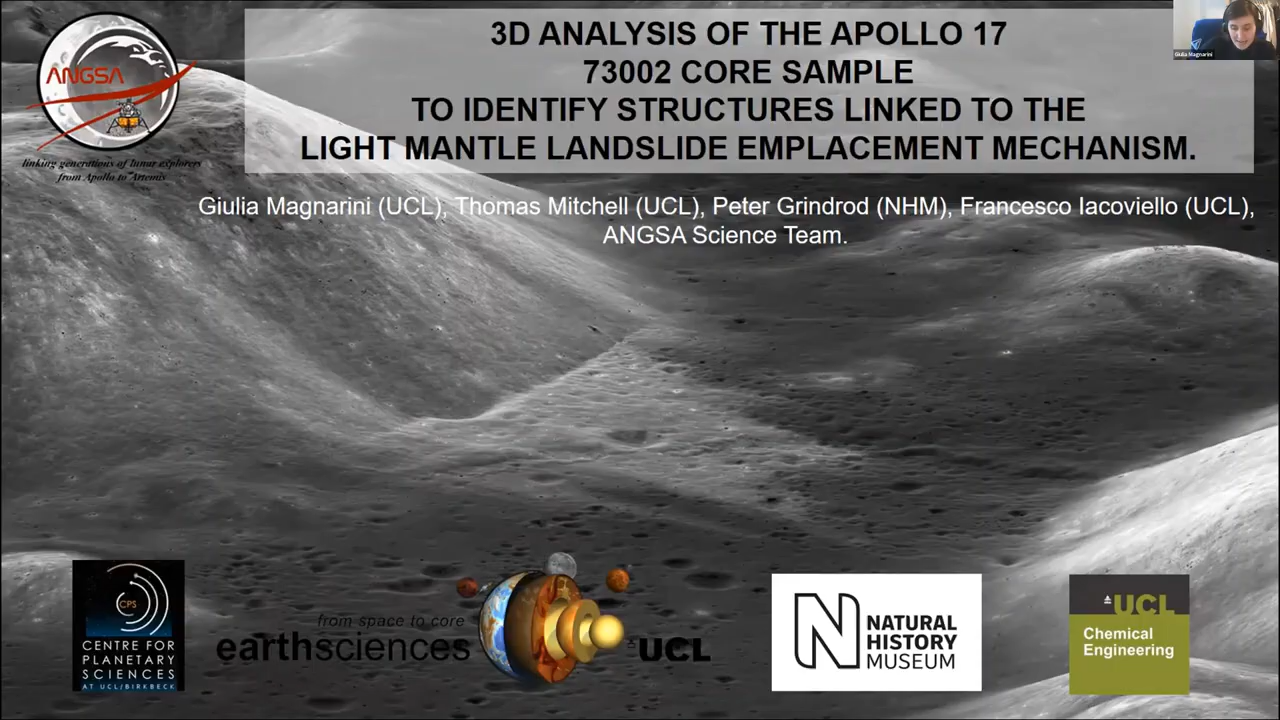 3D ANALYSIS OF THE APOLLO 17
73002 CORE SAMPLE
TO IDENTIFY STRUCTURES LINKED TO THE
LIGHT MANTLE LANDSLIDE EMPLACEMENT MECHANISM.
Giulia Magnarini
ANGSA
linking generations of lunar explorers
from Apollo to Artemis
Giulia Magnarini (UCL), Thomas Mitchell (UCL), Peter Grindrod (NHM), Francesco Iacoviello (UCL),
ANGSA Science Team.
CPS
CENTRE FOR
PLANETARY
SCIENCES
AT UCL/BIRKBECK
from space to core
earthsciences
UCL
N
NATURAL
HISTORY
MUSEUM
UCL
Chemical
Engineering